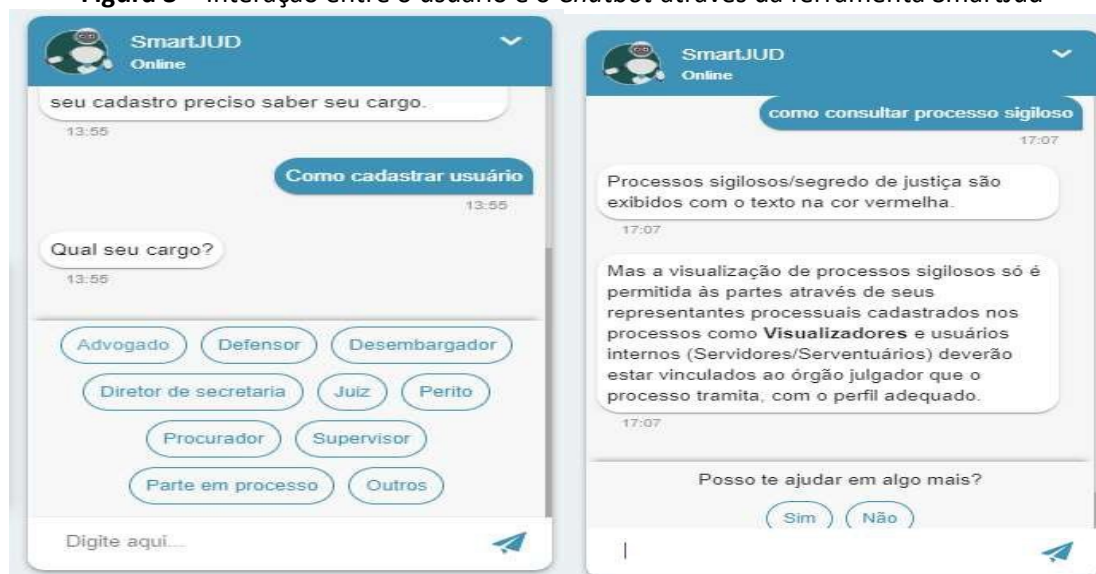 Figura 3 – Interação entre o usuário e o Chatbot através da ferramenta SmartJud
SmartJUD
Online
seu cadastro preciso saber seu cargo.
13:55
Como cadastrar usuário
13:55
Qual seu cargo?
13:55
Advogado Defensor Desembargador
Diretor de secretaria Juiz Perito
Procurador Supervisor
Parte em processo Outros
Digite aqui...
SmartJUD
Online
como consultar processo sigiloso
17:07
Processos sigilosos/segredo de justiça são
exibidos com o texto na cor vermelha.
17:07
Mas a visualização de processos sigilosos só é
permitida às partes através de seus
representantes processuais cadastrados nos
processos como Visualizadores e usuários
internos (Servidores/Serventuários) deverão
estar vinculados ao órgão julgador que o
processo tramita, com o perfil adequado.
17:07
Posso te ajudar em algo mais?
Sim Não